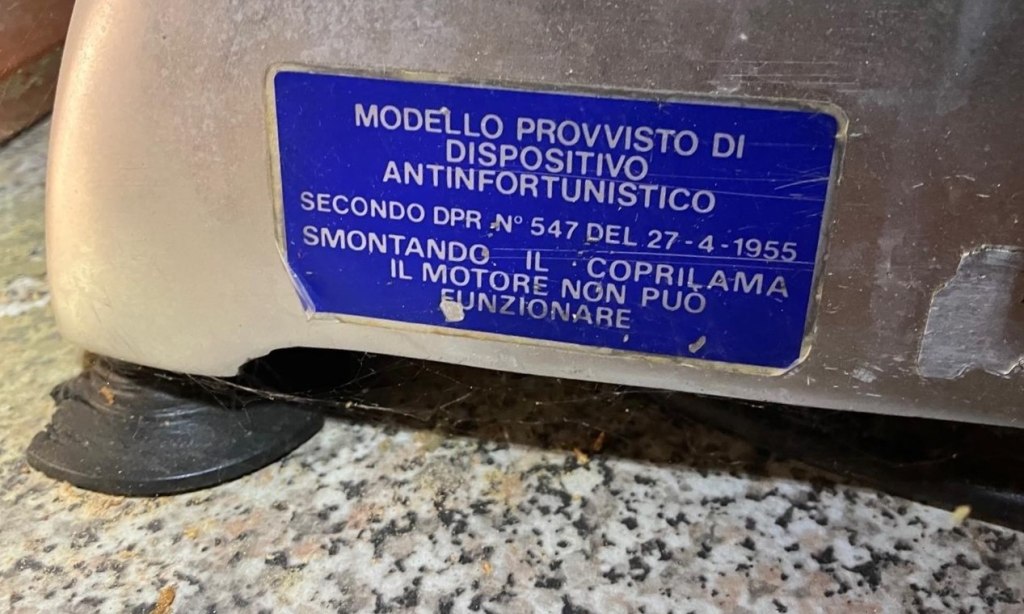 MODELLO PROVVISTO DI
DISPOSITIVO
ANTINFORTUNISTICO
SECONDO DPR N° 547 DEL 27-4-1955
SMONTANDO IL COPRILAMA
IL MOTORE NON PUÒ
FUNZIONARE